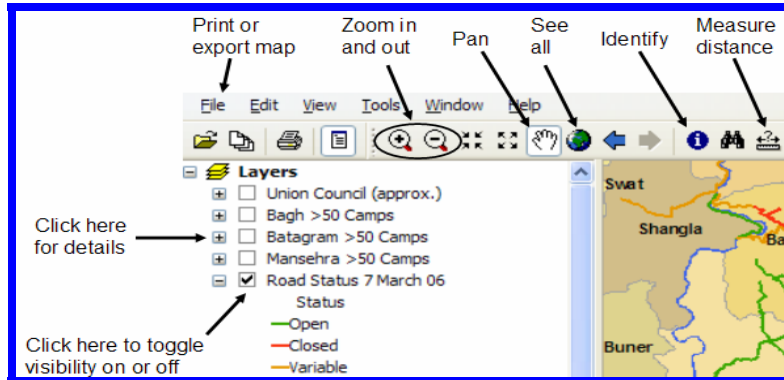 Print or
export map
Zoom in
and out
Pan
See
all
Identify
Measure
distance
File Edit View Tools Window Help
Layers
Union Council (approx.)
Bagh >50 Camps
Batagram >50 Camps
Mansehra >50 Camps
Road Status 7 March 06
Status
Open
Closed
Variable
Click here
for details
Click here to toggle
visibility on or off
Swat
Shangla
Ba
Buner